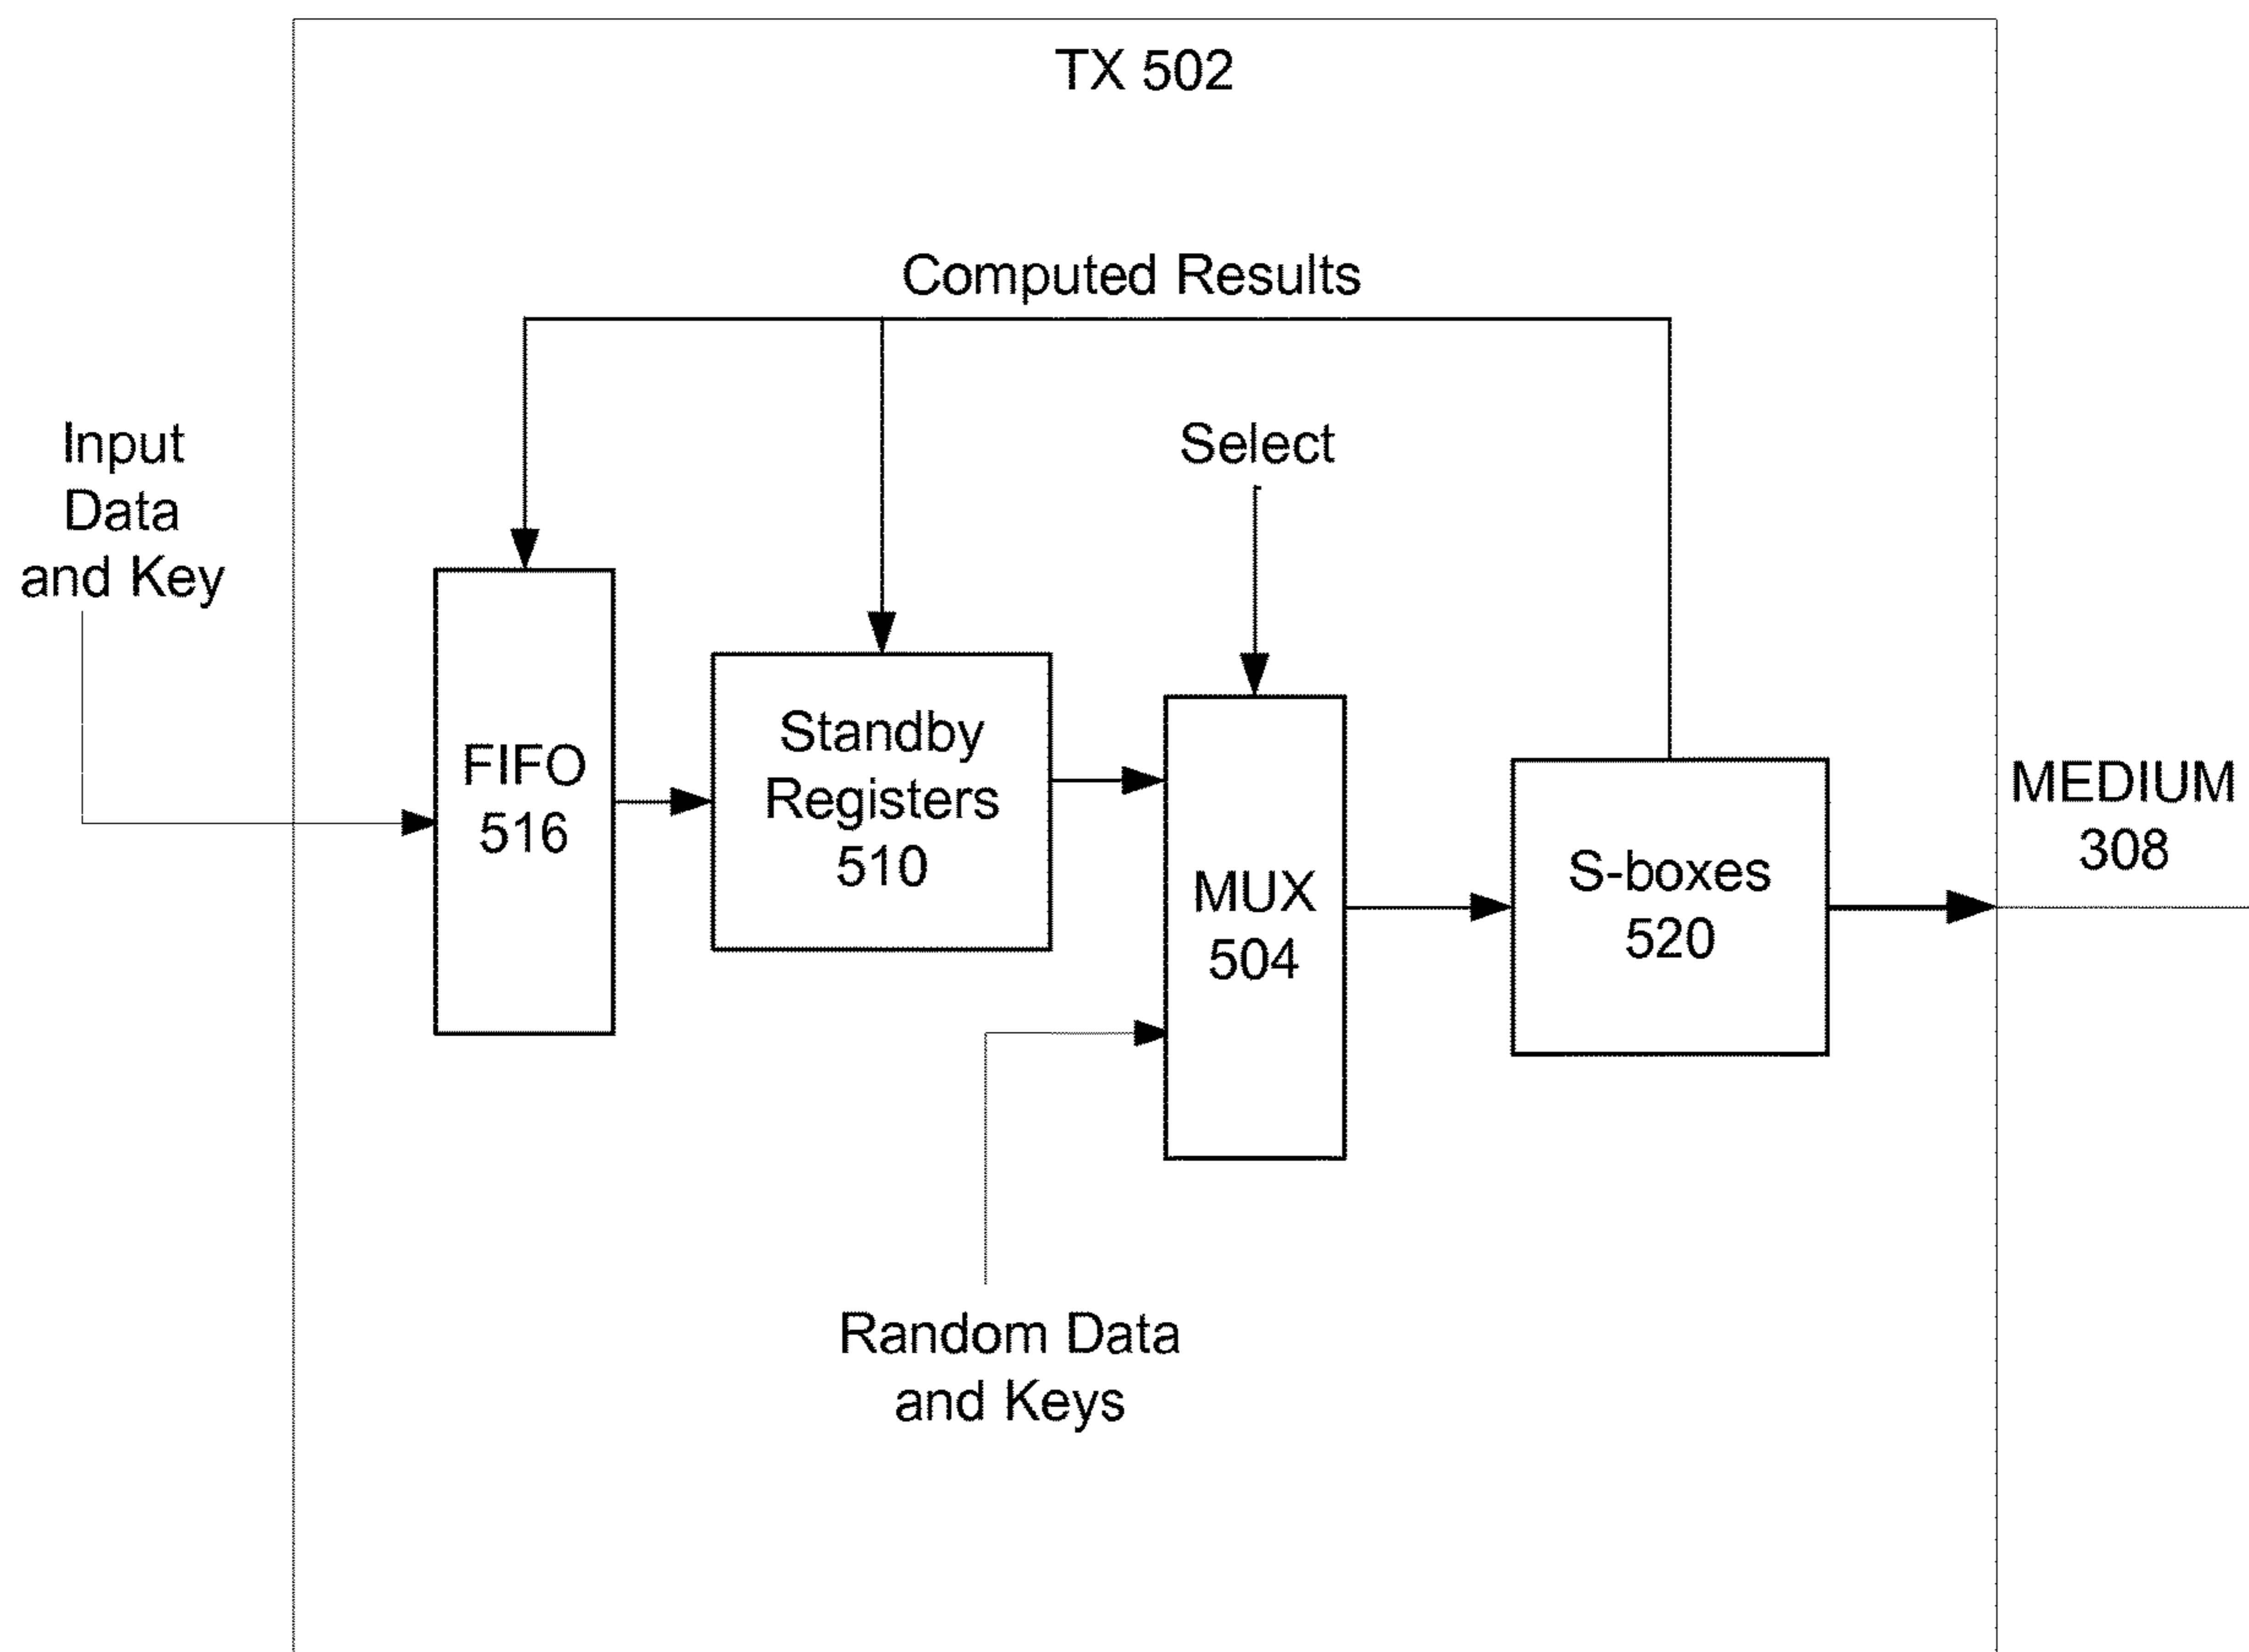 TX 502
Computed Results
Input
Data
and Key
Select
FIFO
516
Standby
Registers
510
MUX
504
S-boxes
520
MEDIUM
308
Random Data
and Keys